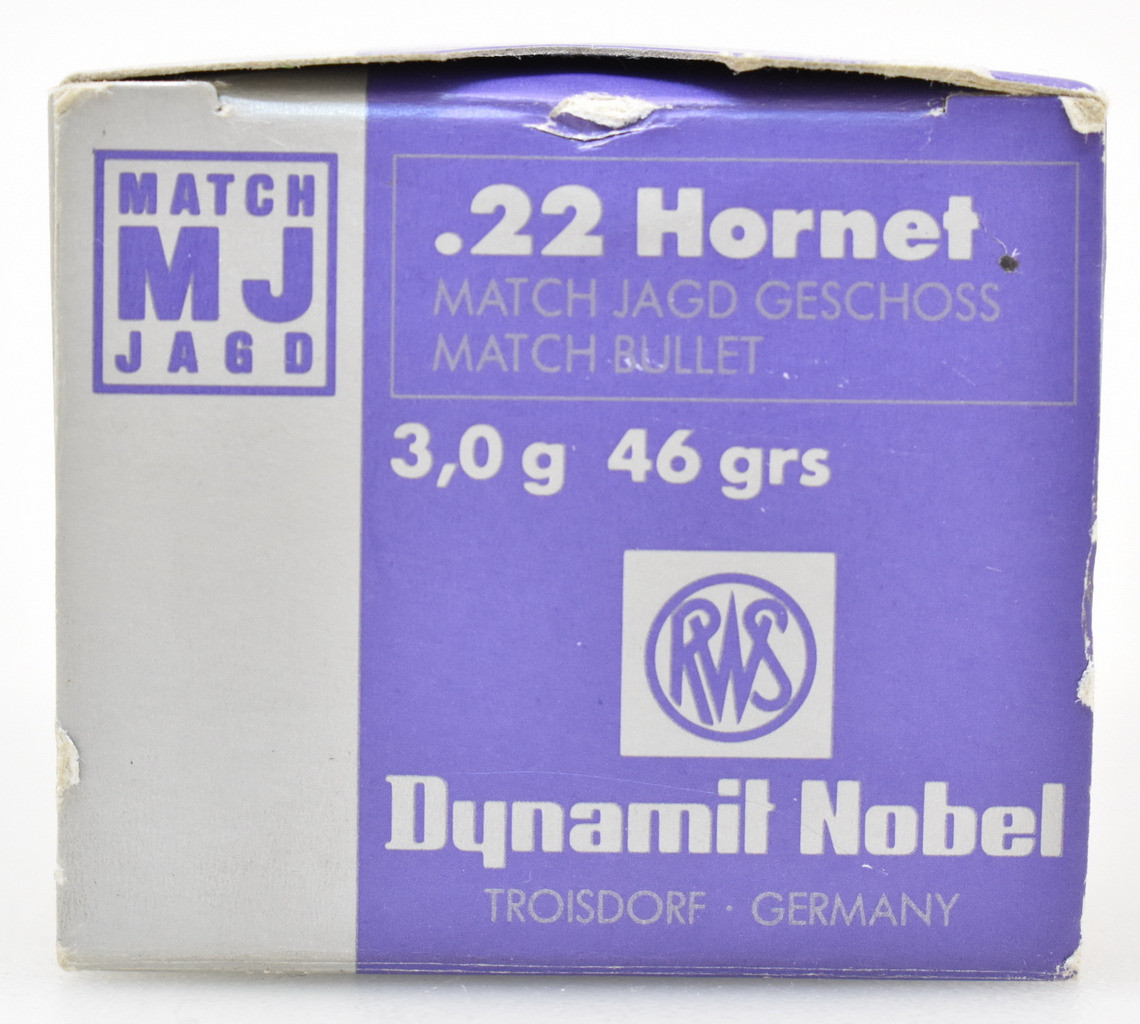 MATCH
MJ
JAGD
.22 Hornet
MATCH JAGD GESCHOSS
MATCH BULLET
3,0 g 46 grs
RWS
Dynamit Nobel
TROISDORF · GERMANY